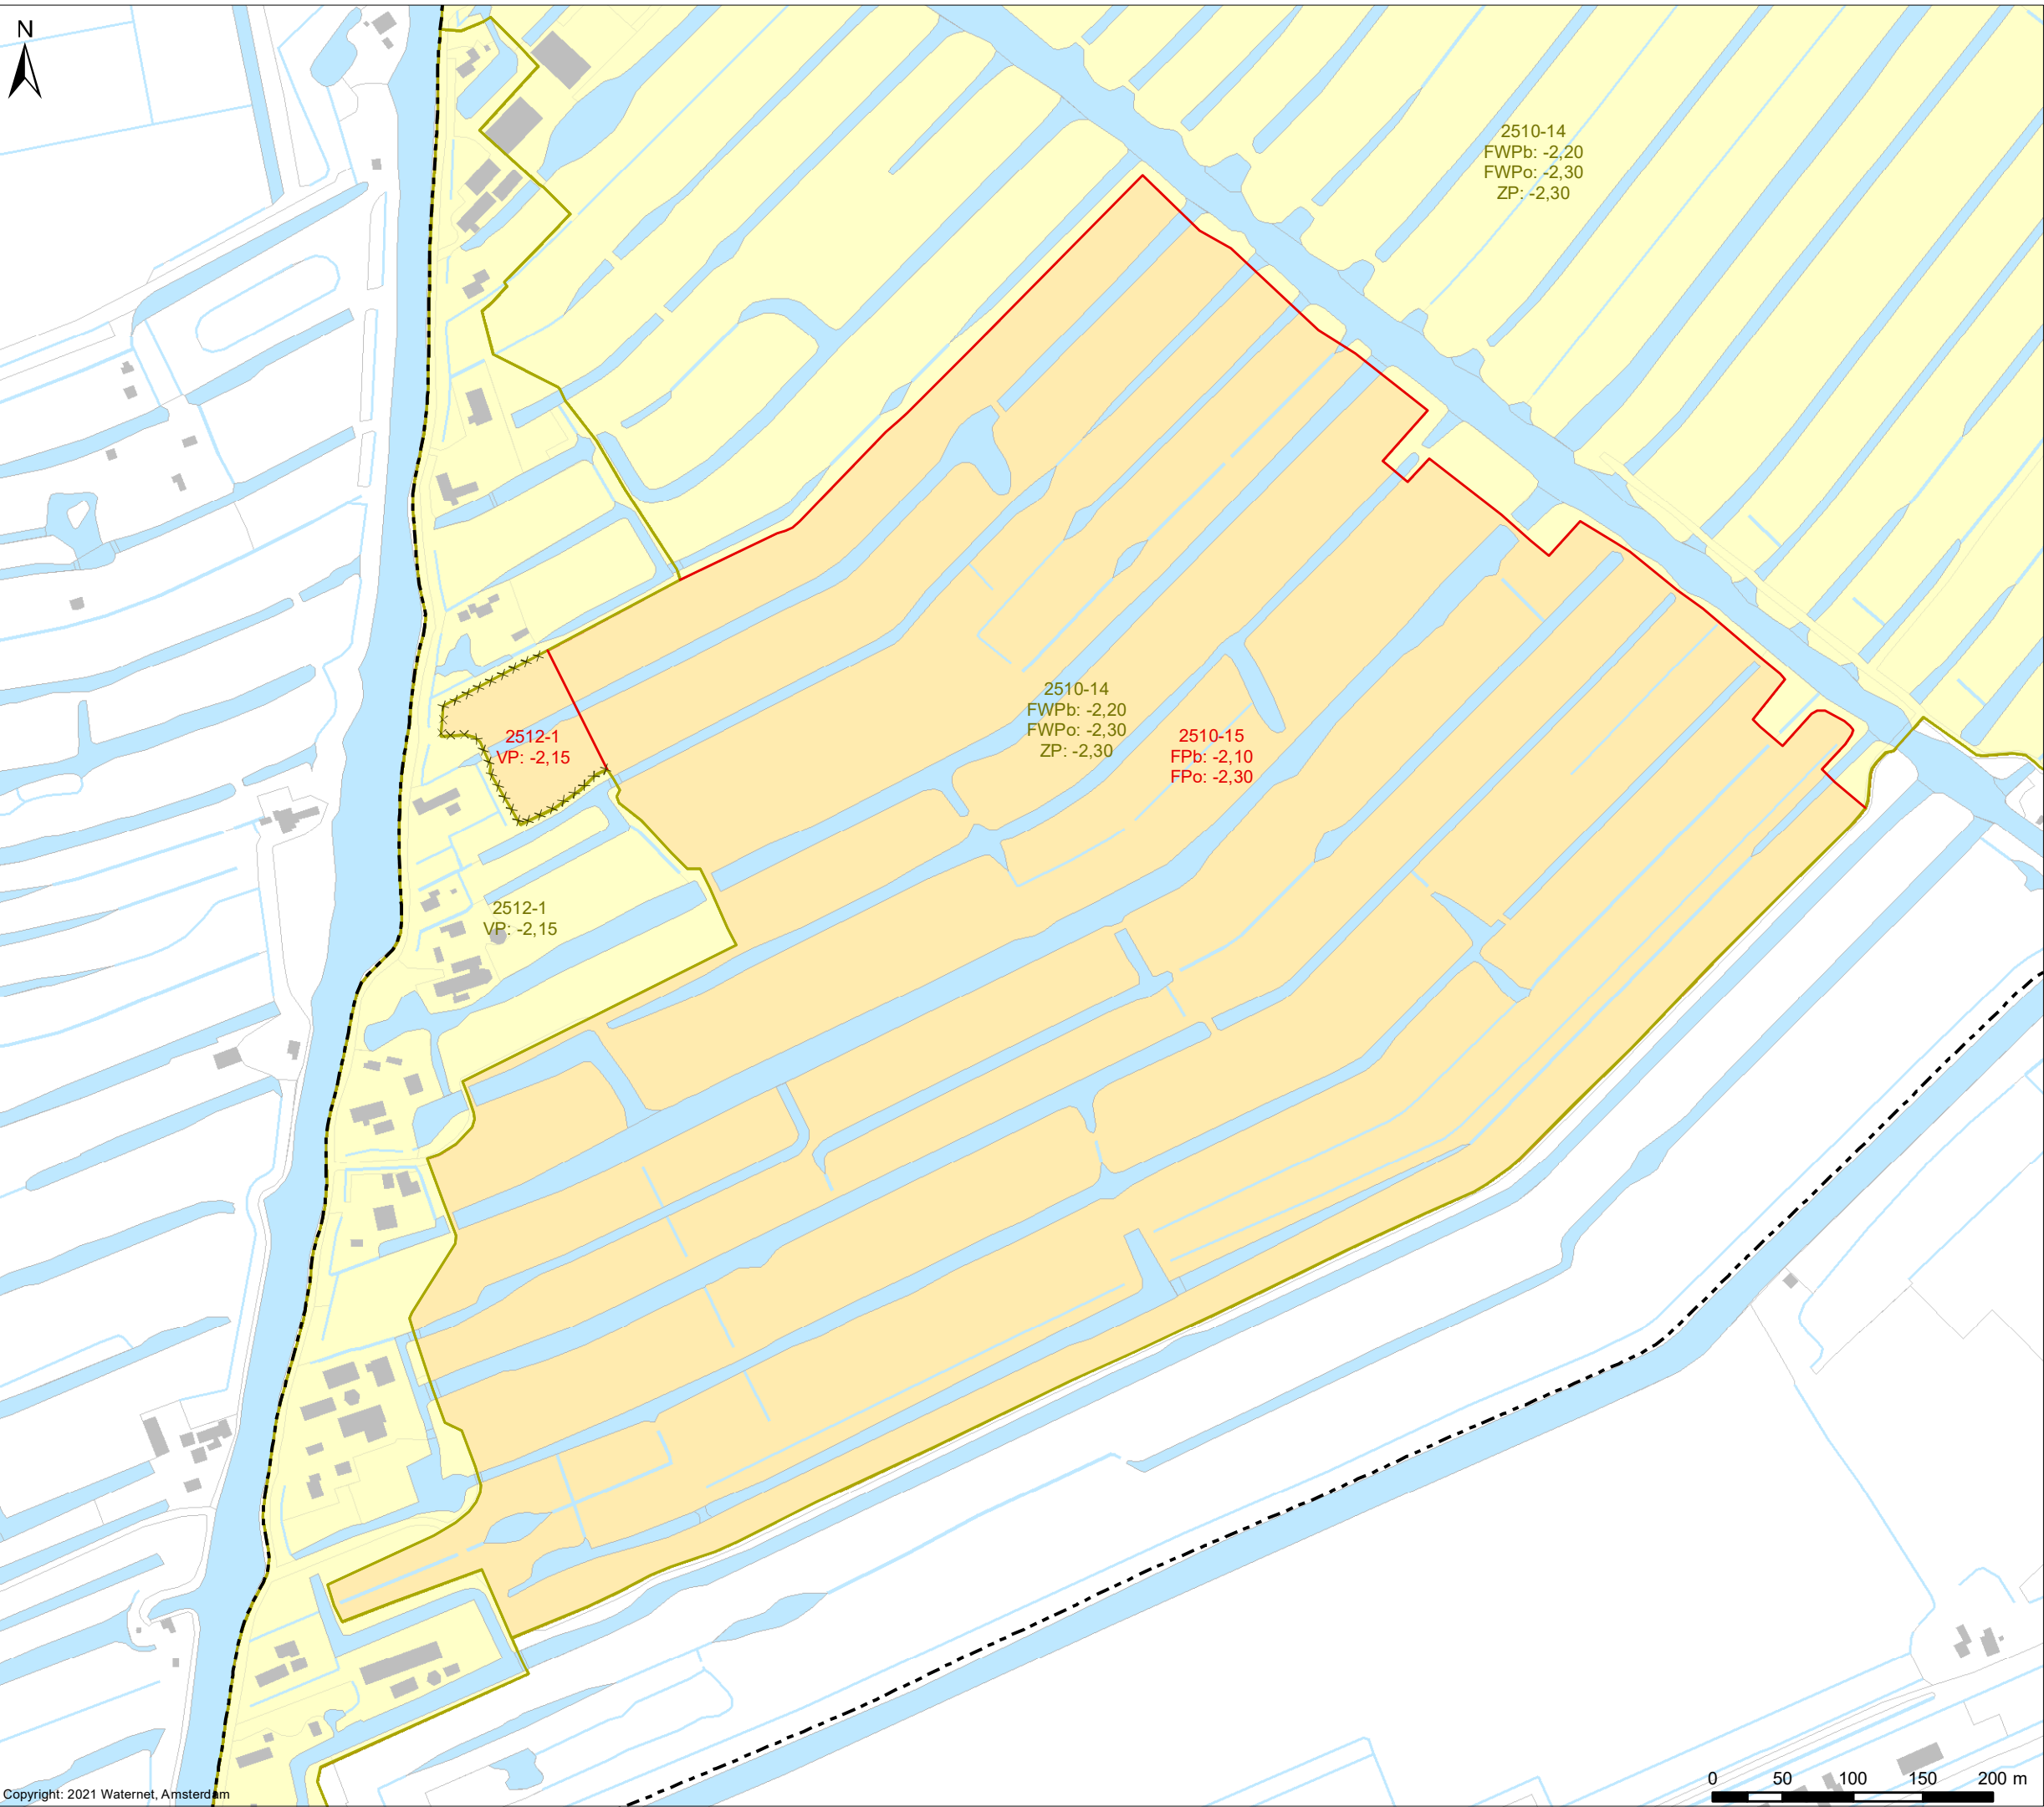 N
2510-14
FWPb: -2,20
FWPo: -2,30
ZP: -2,30
2510-14
FWPb: -2,20
FWPo: -2,30
ZP: -2,30
2510-15
FPb: -2,10
FPo: -2,30
2512-1
VP: -2,15
2512-1
VP: -2,15
0 50 100 150 200 m
Copyright: 2021 Waternet, Amsterdam